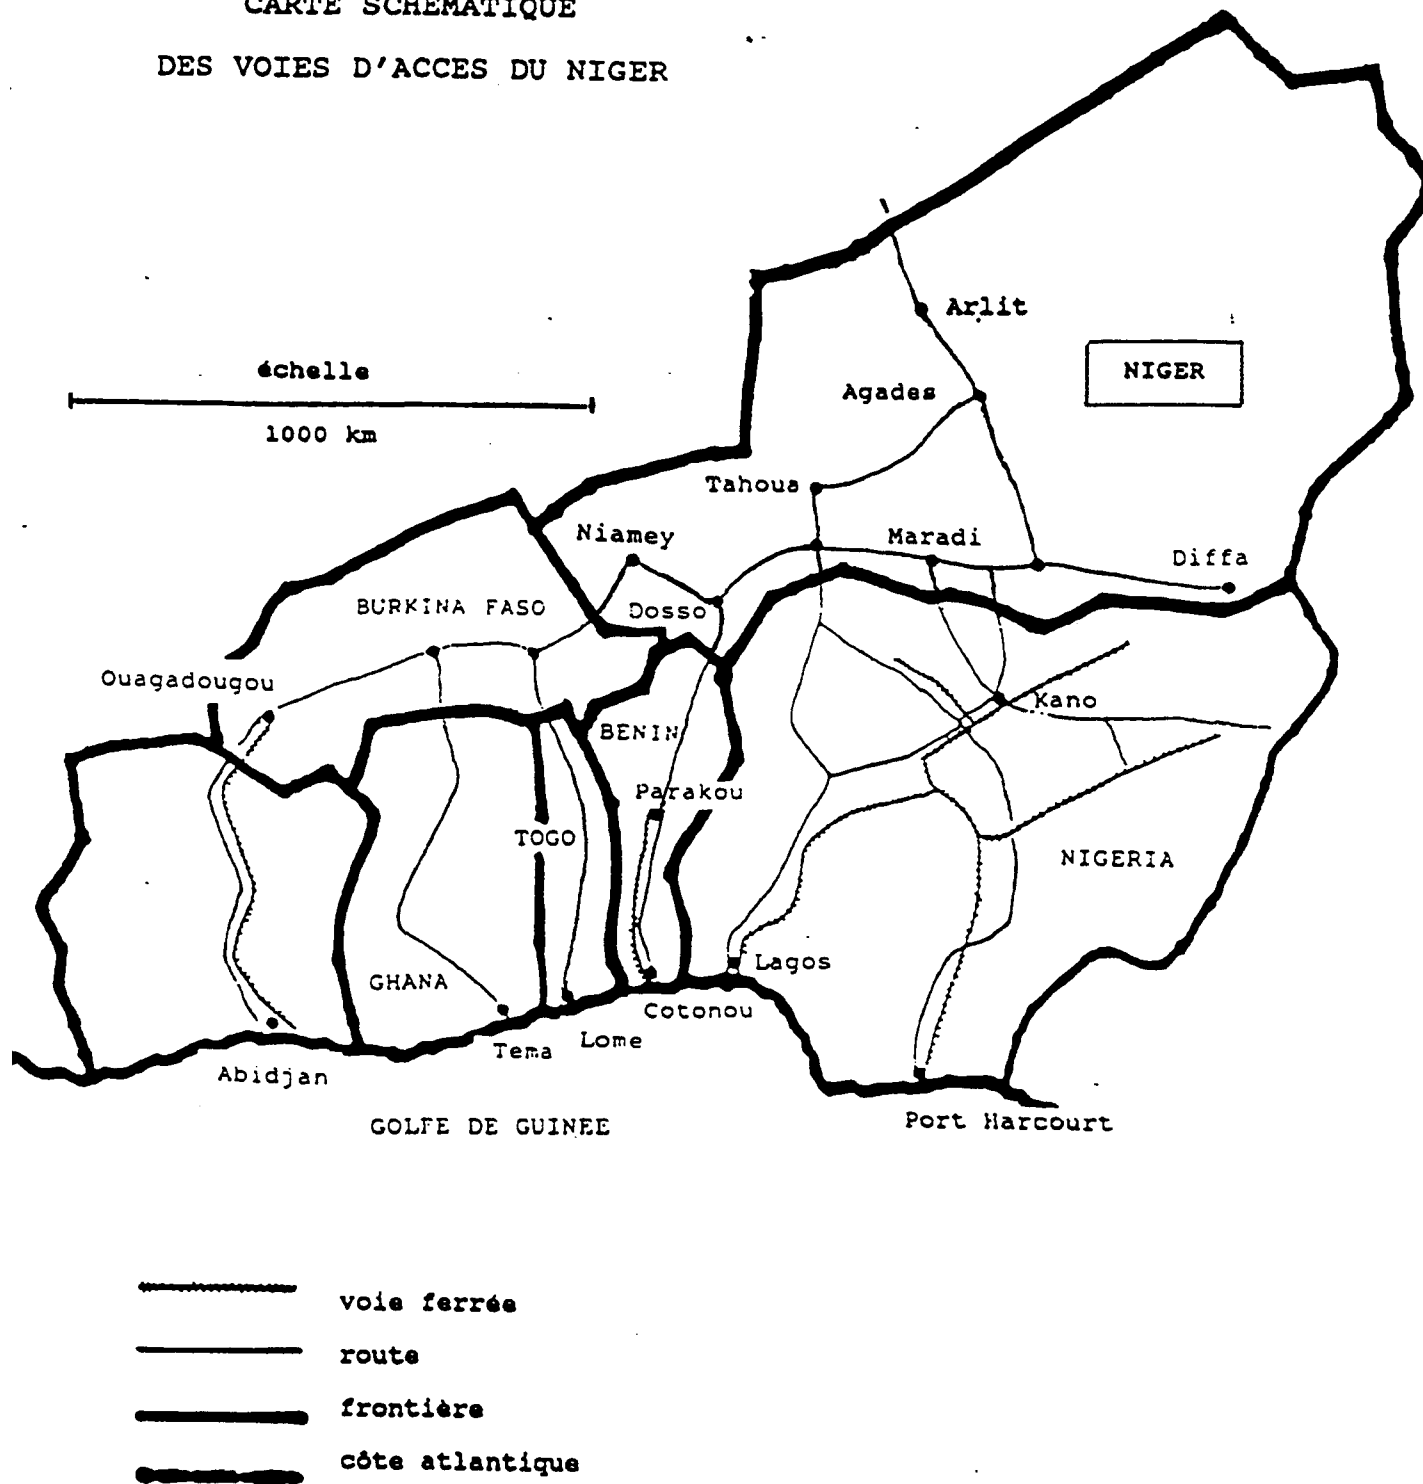 CARTE SCHEMATIQUE
DES VOIES D'ACCES DU NIGER
Arlit
échelle
NIGER
Agades
1000 km
Tahoua
Niamey
Maradi
Diffa
BURKINA FASO
Dosso
Ouagadougou
Kano
BENIN
Parakou
TOGO
NIGERIA
Lagos
GHANA
Cotonou
Lome
Tema
Abidjan
GOLFE DE GUINEE
Port Harcourt
voie ferrée
route
frontière
côte atlantique